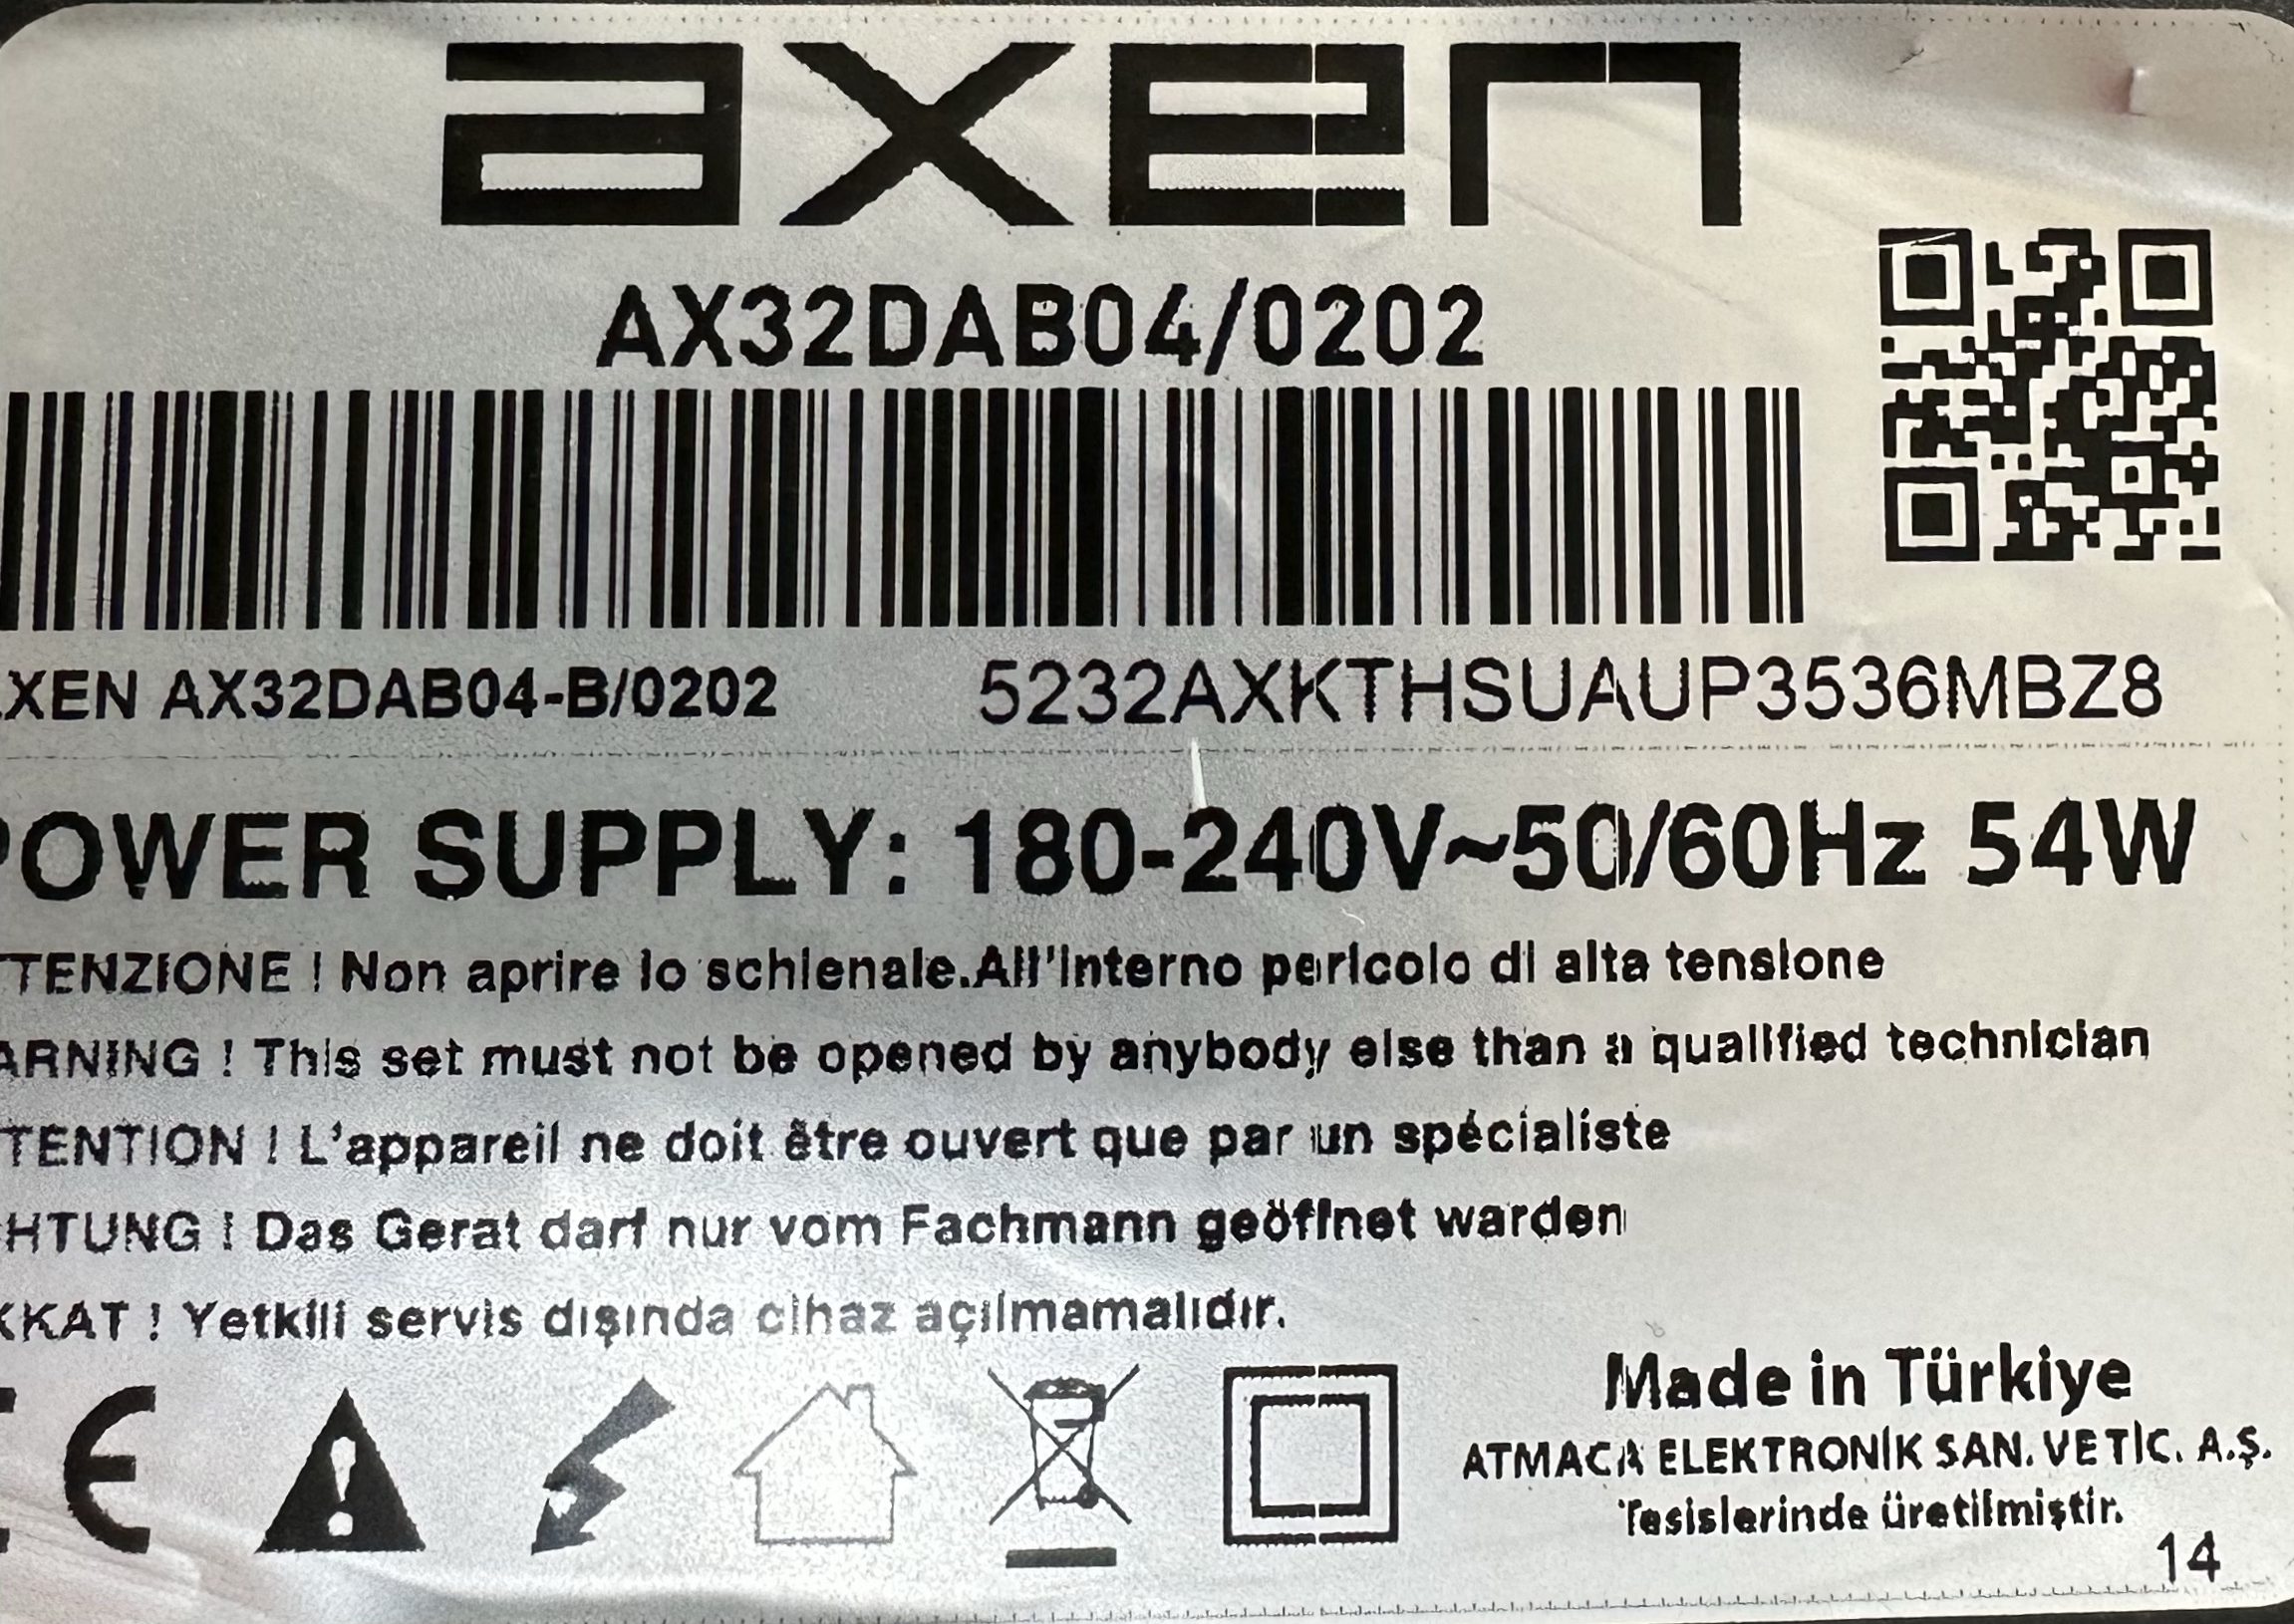 axen
AX32DAB04/0202
XEN AX32DAB04-B/0202 5232AXKTHSUAUP3536MBZ8
POWER SUPPLY: 180-240V~50/60Hz 54W
TTENZIONE ! Non aprire lo schienale.All'interno pericolo di alta tensione
ARNING ! This set must not be opened by anybody else than a qualified technician
TENTION ! L'appareil ne doit être ouvert que par un spécialiste
HTUNG ! Das Gerat darf nur vom Fachmann geöffnet warden
KKAT ! Yetkili servis dışında cihaz açılmamalıdır.
CE
Made in Türkiye
ATMACA ELEKTRONİK SAN. VE TİC. A.Ş.
Tesislerinde üretilmiştir.
14